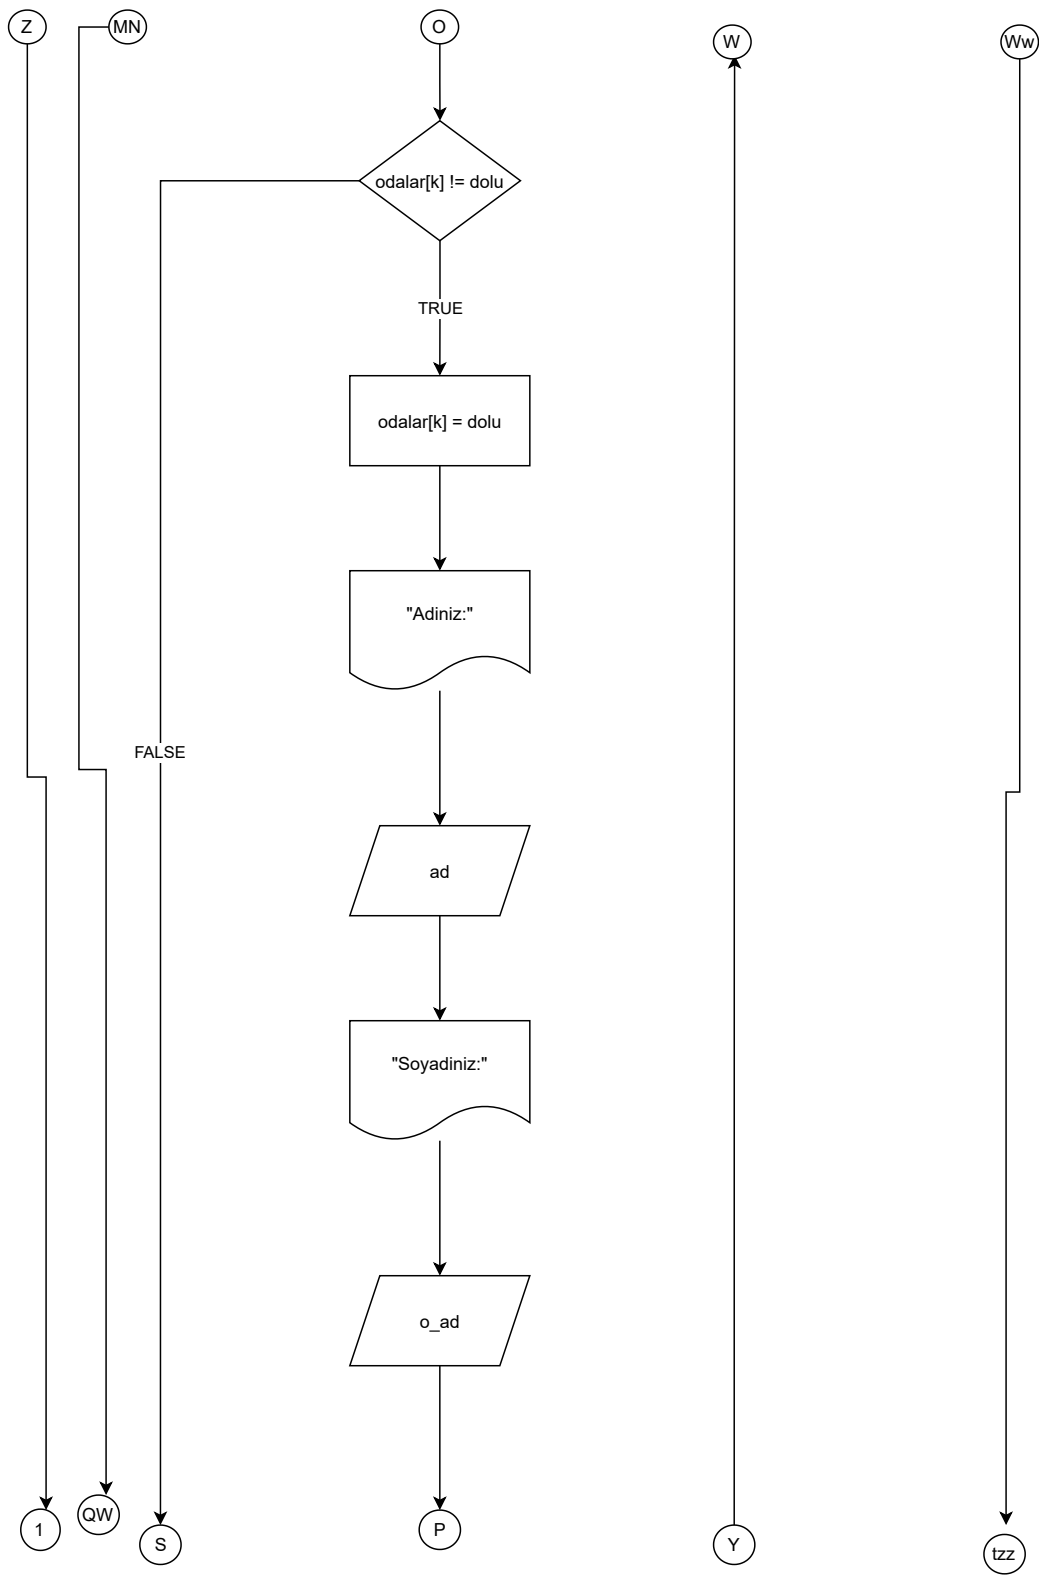 Z
MN
O
W
Ww
odalar[k] != dolu
TRUE
odalar[k] = dolu
"Adiniz:"
FALSE
ad
"Soyadiniz:"
o_ad
1
QW
S
P
Y
tzz